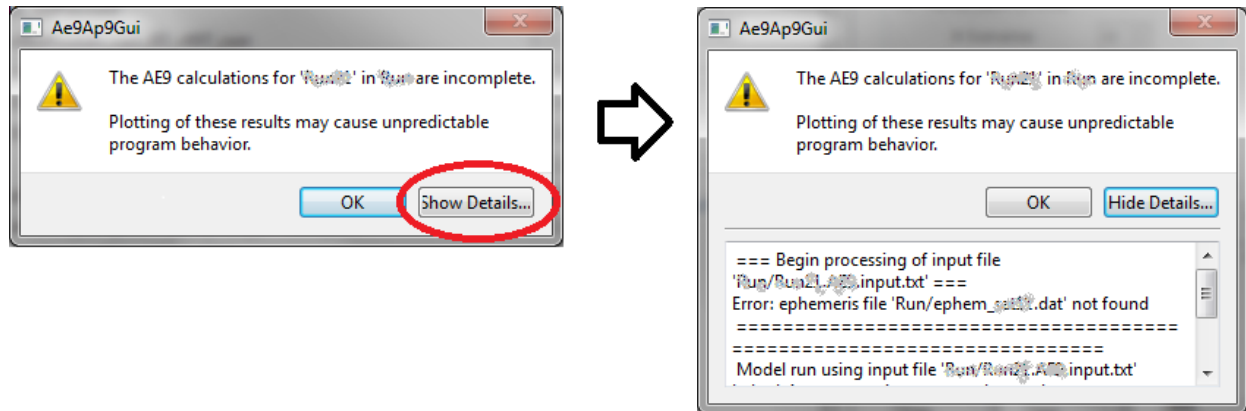 Ae9Ap9Gui
The AE9 calculations for ' ' in ' are incomplete.
Plotting of these results may cause unpredictable
program behavior.
OK
Show Details...
Ae9Ap9Gui
The AE9 calculations for ' ' in are incomplete.
Plotting of these results may cause unpredictable
program behavior.
OK
Hide Details...
=== Begin processing of input file
input.txt' ===
Error: ephemeris file 'Run/ephem_ .dat' not found
========================================
==================================
Model run using input file ' input.txt'